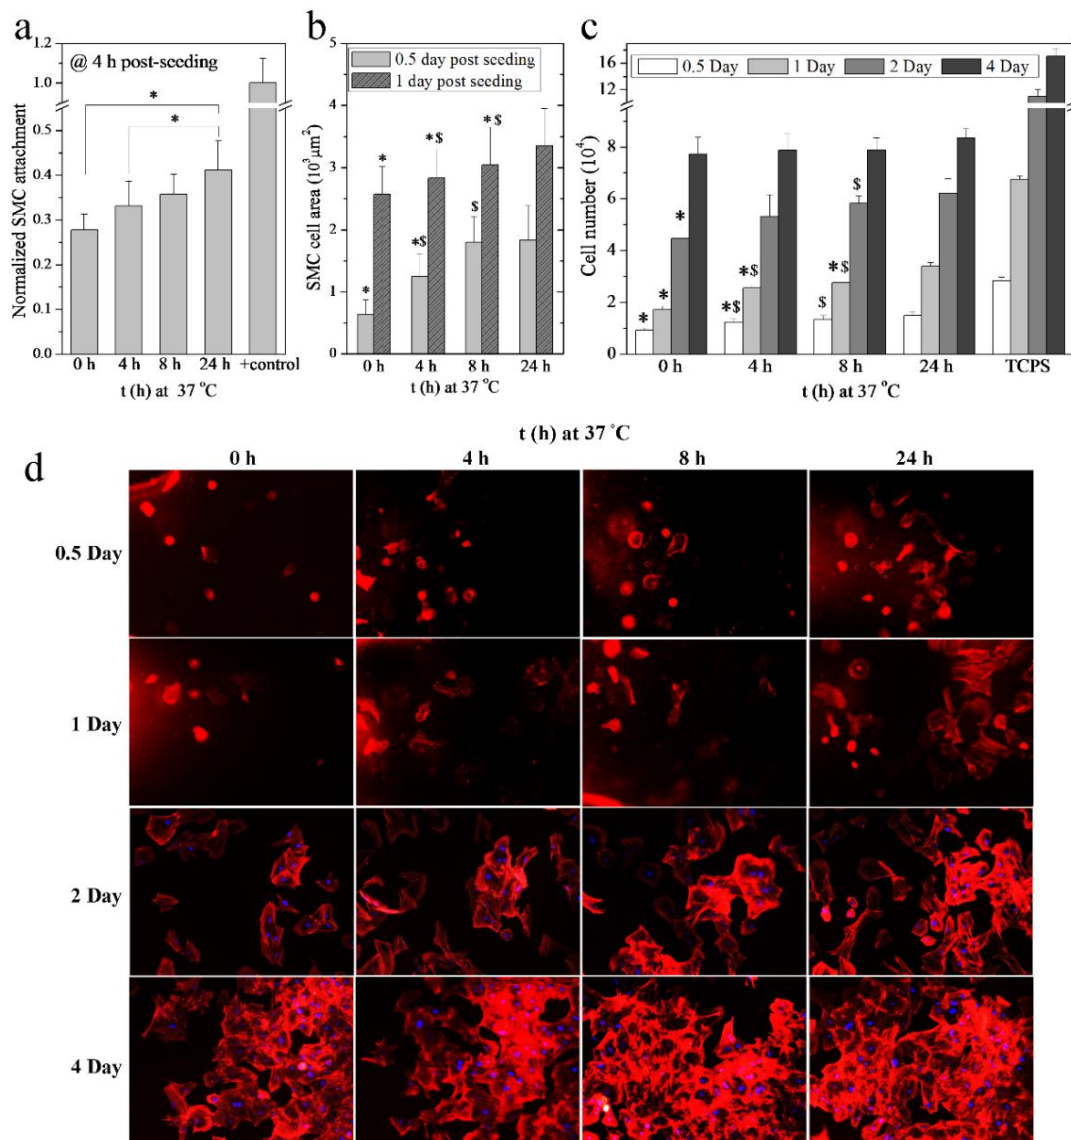 a
@ 4 h post-seeding
Normalized SMC attachment
1.2
1.0
0.8
0.5
0.4
0.3
0.2
0.1
0.0
*
*
0 h 4 h 8 h 24 h +control
t (h) at 37 °C
b
0.5 day post seeding
1 day post seeding
SMC cell area (10³μm²)
5
4
3
2
1
0
* * *$ *$ $ *$
0 h 4 h 8 h 24 h
t (h) at 37 °C
c
0.5 Day 1 Day 2 Day 4 Day
Cell number (10⁴)
16
12
8
6
4
2
0
* * * *$ *$ $ *$ $
0 h 4 h 8 h 24 h TCPS
t (h) at 37 °C
d
t (h) at 37 °C
0 h 4 h 8 h 24 h
0.5 Day
1 Day
2 Day
4 Day